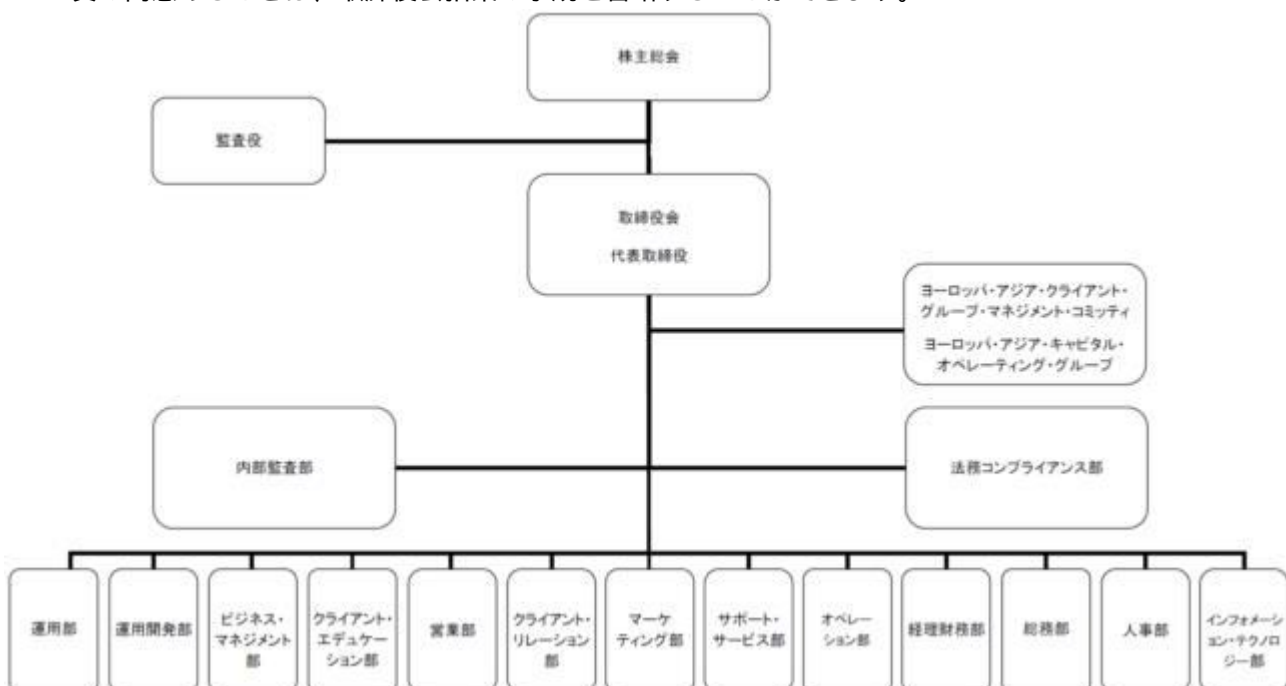 株主総会
監査役
取締役会
代表取締役
ヨーロッパ・アジア・クライアント・
グループ・マネジメント・コミッティ
ヨーロッパ・アジア・キャピタル・
オペレーティング・グループ
内部監査部
法務コンプライアンス部
運用部
運用開発部
ビジネス・
マネジメント
部
クライアント・
エデュケー
ション部
営業部
クライアント・
リレーション
部
マーケ
ティング部
サポート・
サービス部
オペレー
ション部
経理財務部
総務部
人事部
インフォメーシ
ョン・テクノロ
ジー部